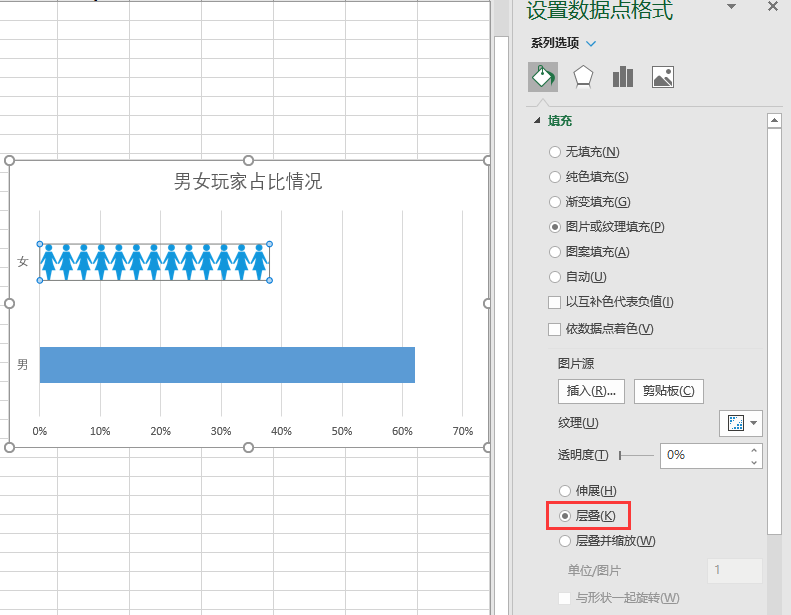 设置数据点格式
系列选项
填充
无填充(N)
纯色填充(S)
渐变填充(G)
图片或纹理填充(P)
图案填充(A)
自动(U)
以互补色代表负值(I)
依数据点着色(V)
图片源
插入(R)... 剪贴板(C)
纹理(U)
透明度(T) 0%
伸展(H)
层叠(K)
层叠并缩放(W)
单位/图片 1
与形状一起旋转(W)
男女玩家占比情况
女
男
0% 10% 20% 30% 40% 50% 60% 70%